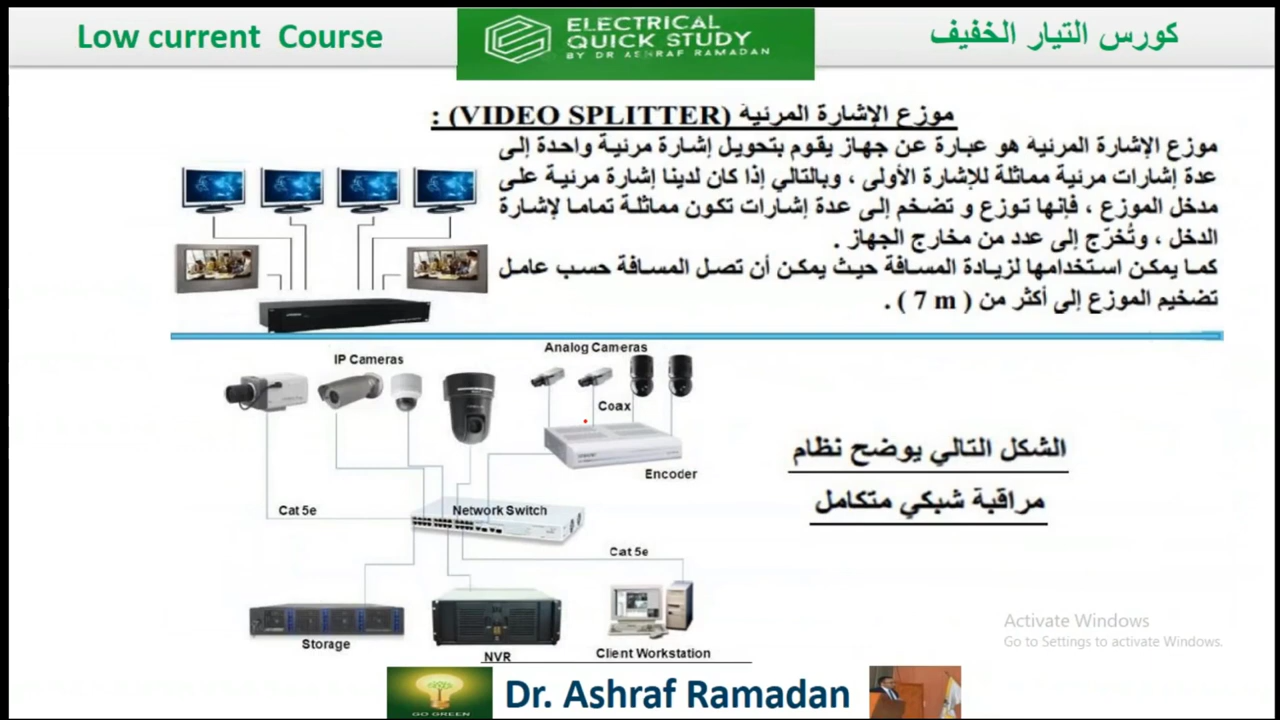 Low current Course
ELECTRICAL
QUICK STUDY
BY DR ASHRAF RAMADAN
كورس التيار الخفيف
موزع الإشارة المرئية (VIDEO SPLITTER) :
موزع الإشارة المرئية هو عبارة عن جهاز يقوم بتحويل إشارة مرئية واحدة إلى
عدة إشارات مرئية مماثلة للإشارة الأولى ، وبالتالي إذا كان لدينا إشارة مرئية على
مدخل الموزع ، فإنها توزع و تضخم إلى عدة إشارات تكون مماثلة تماما لإشارة
الدخل ، وتُخرّج إلى عدد من مخارج الجهاز .
كما يمكن استخدامها لزيادة المسافة حيث يمكن أن تصل المسافة حسب عامل
تضخيم الموزع إلى أكثر من ( 7 m ) .
IP Cameras
Analog Cameras
Coax
Encoder
Cat 5e
Network Switch
Cat 5e
Storage
NVR
Client Workstation
الشكل التالي يوضح نظام
مراقبة شبكي متكامل
Activate Windows
Go to Settings to activate Windows.
GO GREEN
Dr. Ashraf Ramadan